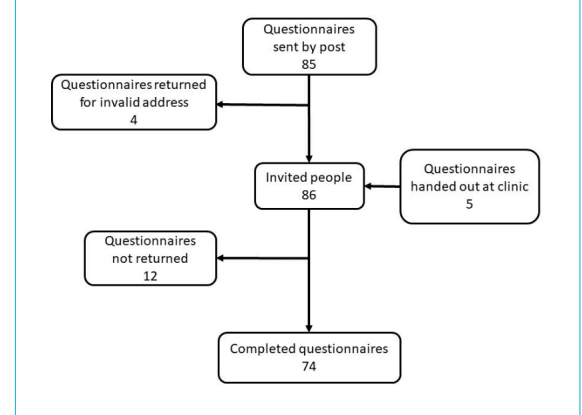 Questionnaires
sent by post
85
Questionnaires returned
for invalid address
4
Invited people
86
Questionnaires
handed out at clinic
5
Questionnaires
not returned
12
Completed questionnaires
74